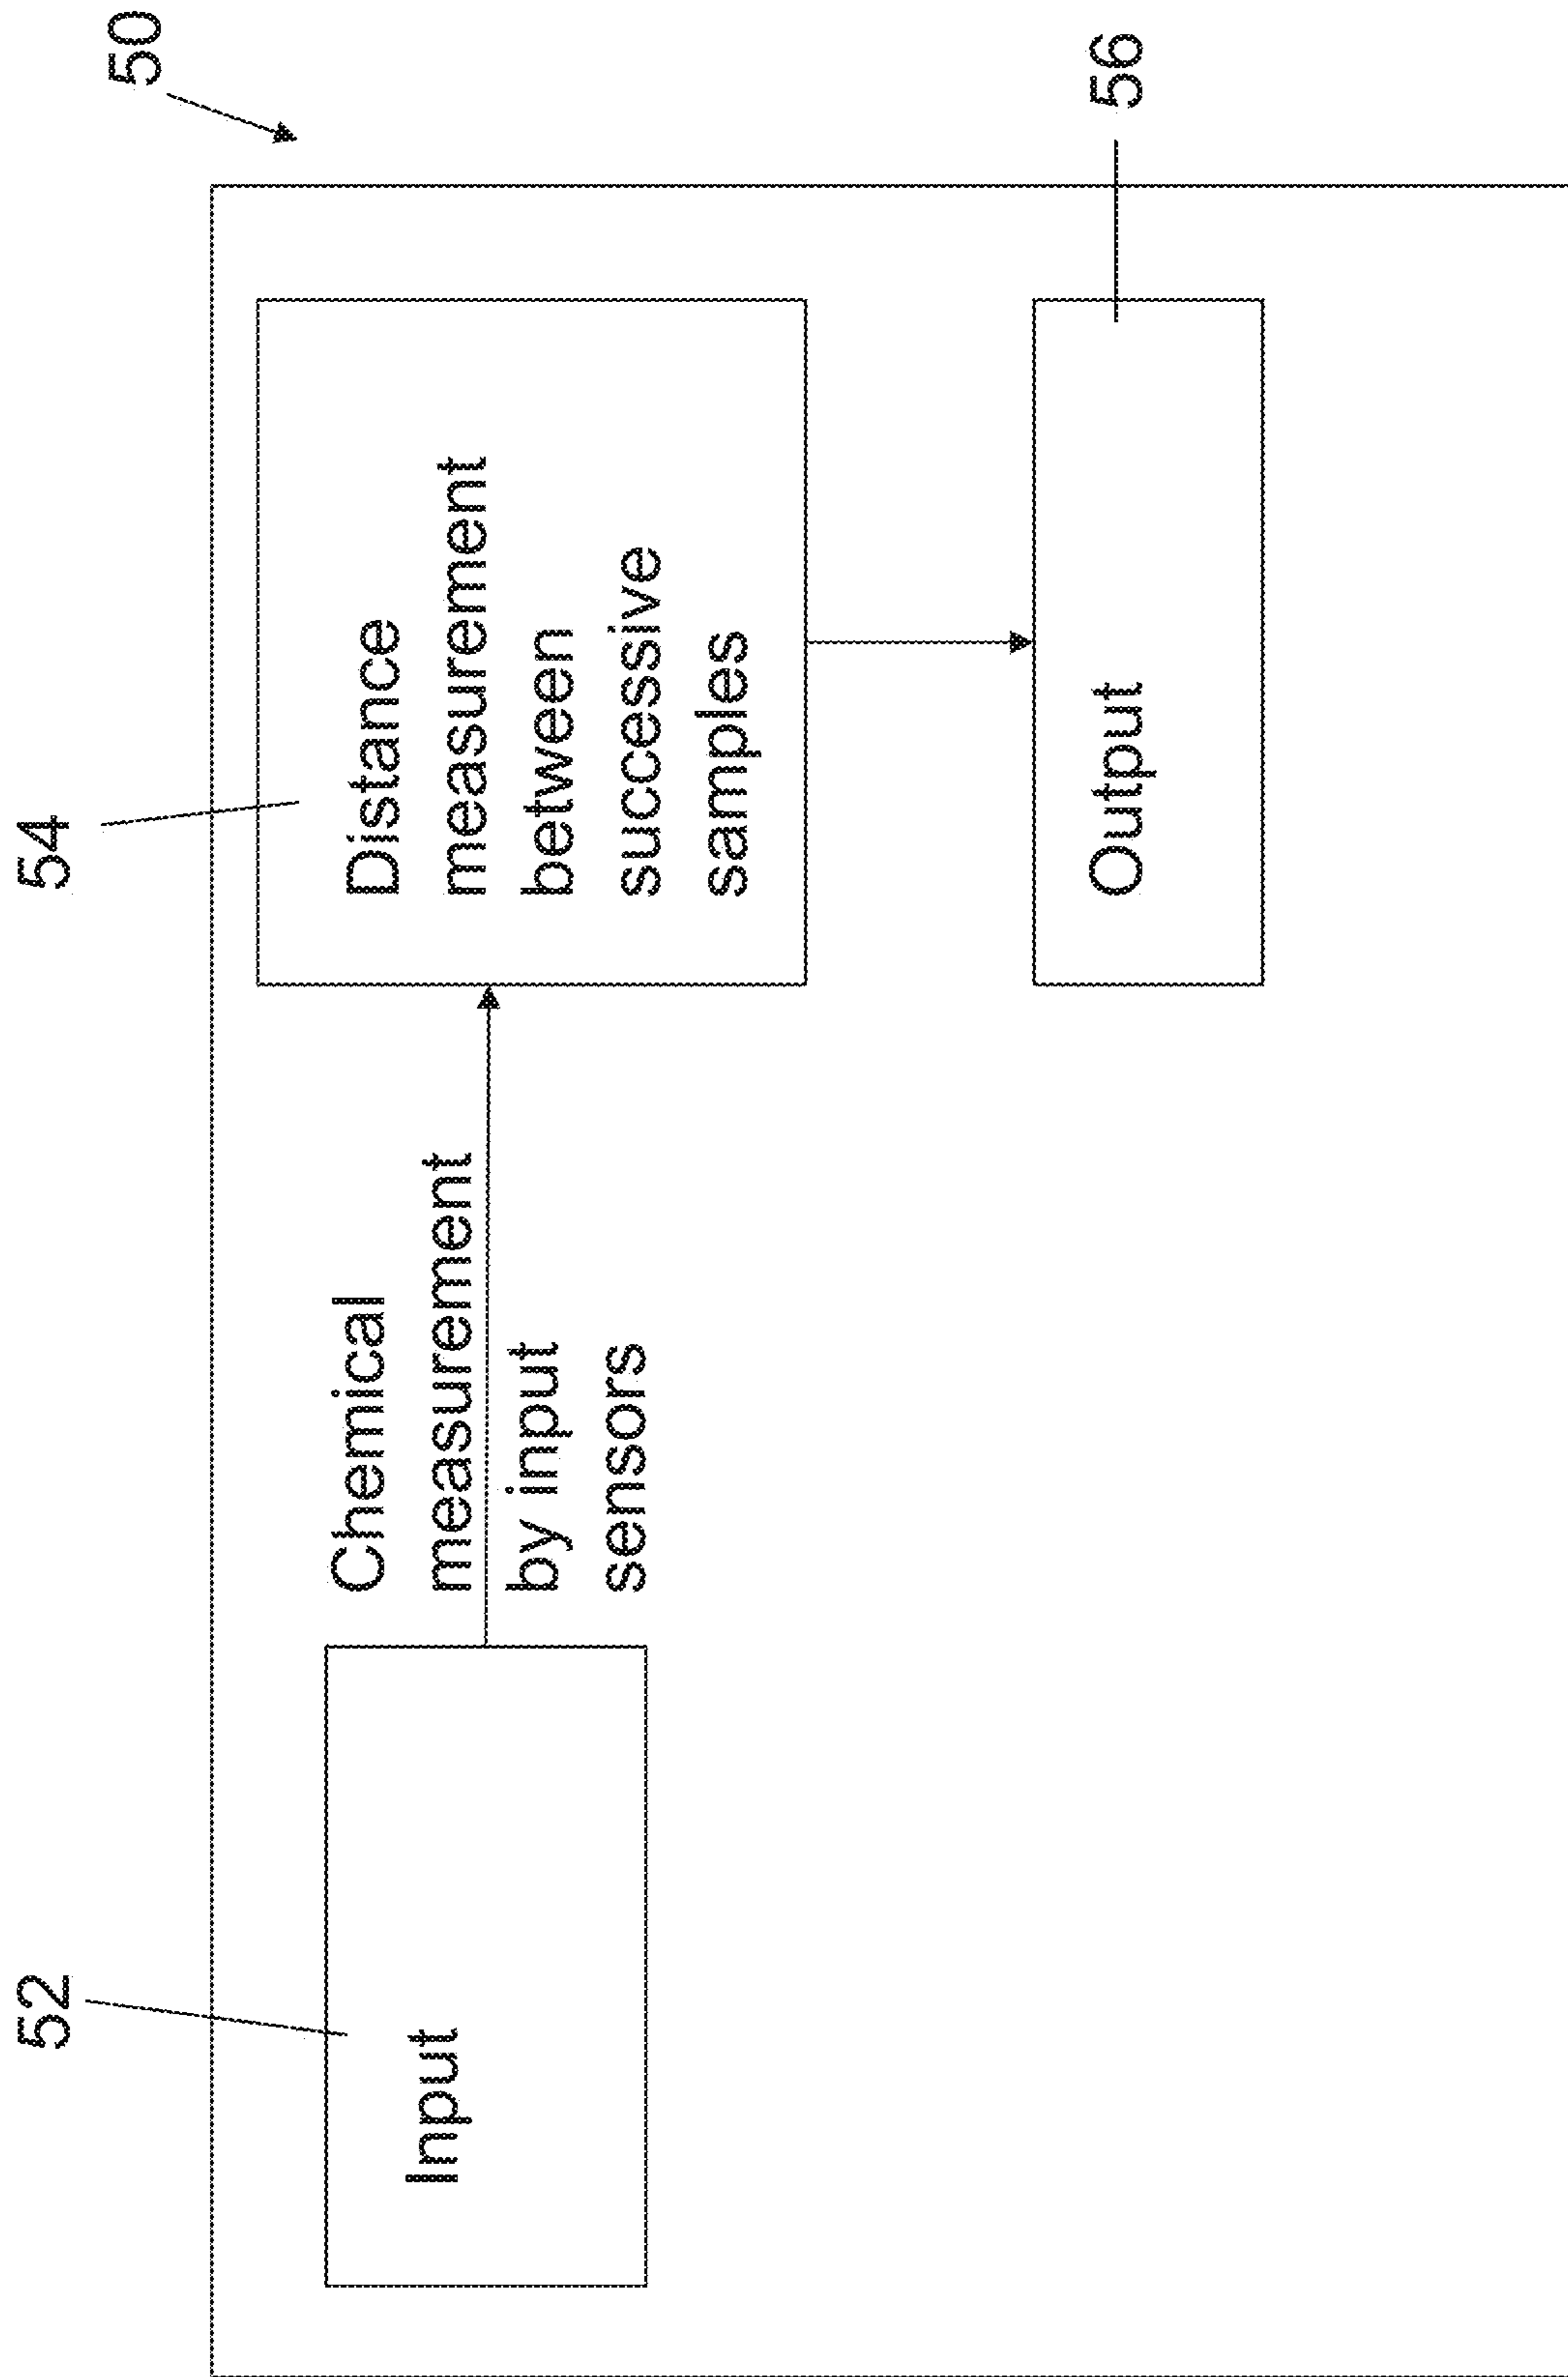 50
52
54
Input
Chemical
measurement
by input
sensors
Distance
measurement
between
successive
samples
Output
56